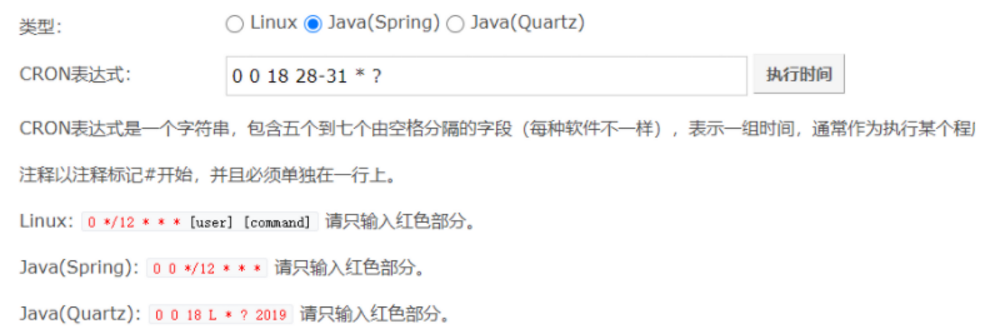 类型： Linux Java(Spring) Java(Quartz)
CRON表达式： 0 0 18 28-31 * ? 执行时间
CRON表达式是一个字符串，包含五个到七个由空格分隔的字段（每种软件不一样），表示一组时间，通常作为执行某个程
注释以注释标记#开始，并且必须单独在一行上。
Linux: 0 */12 * * * [user] [command] 请只输入红色部分。
Java(Spring): 0 0 */12 * * * 请只输入红色部分。
Java(Quartz): 0 0 18 L * ? 2019 请只输入红色部分。